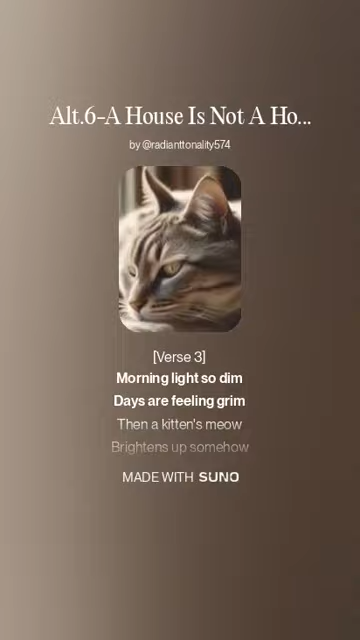 Alt.6-A House Is Not A Ho...
by @radianttonality574
[Verse 3]
Morning light so dim
Days are feeling grim
Then a kitten's meow
Brightens up somehow
MADE WITH SUNO